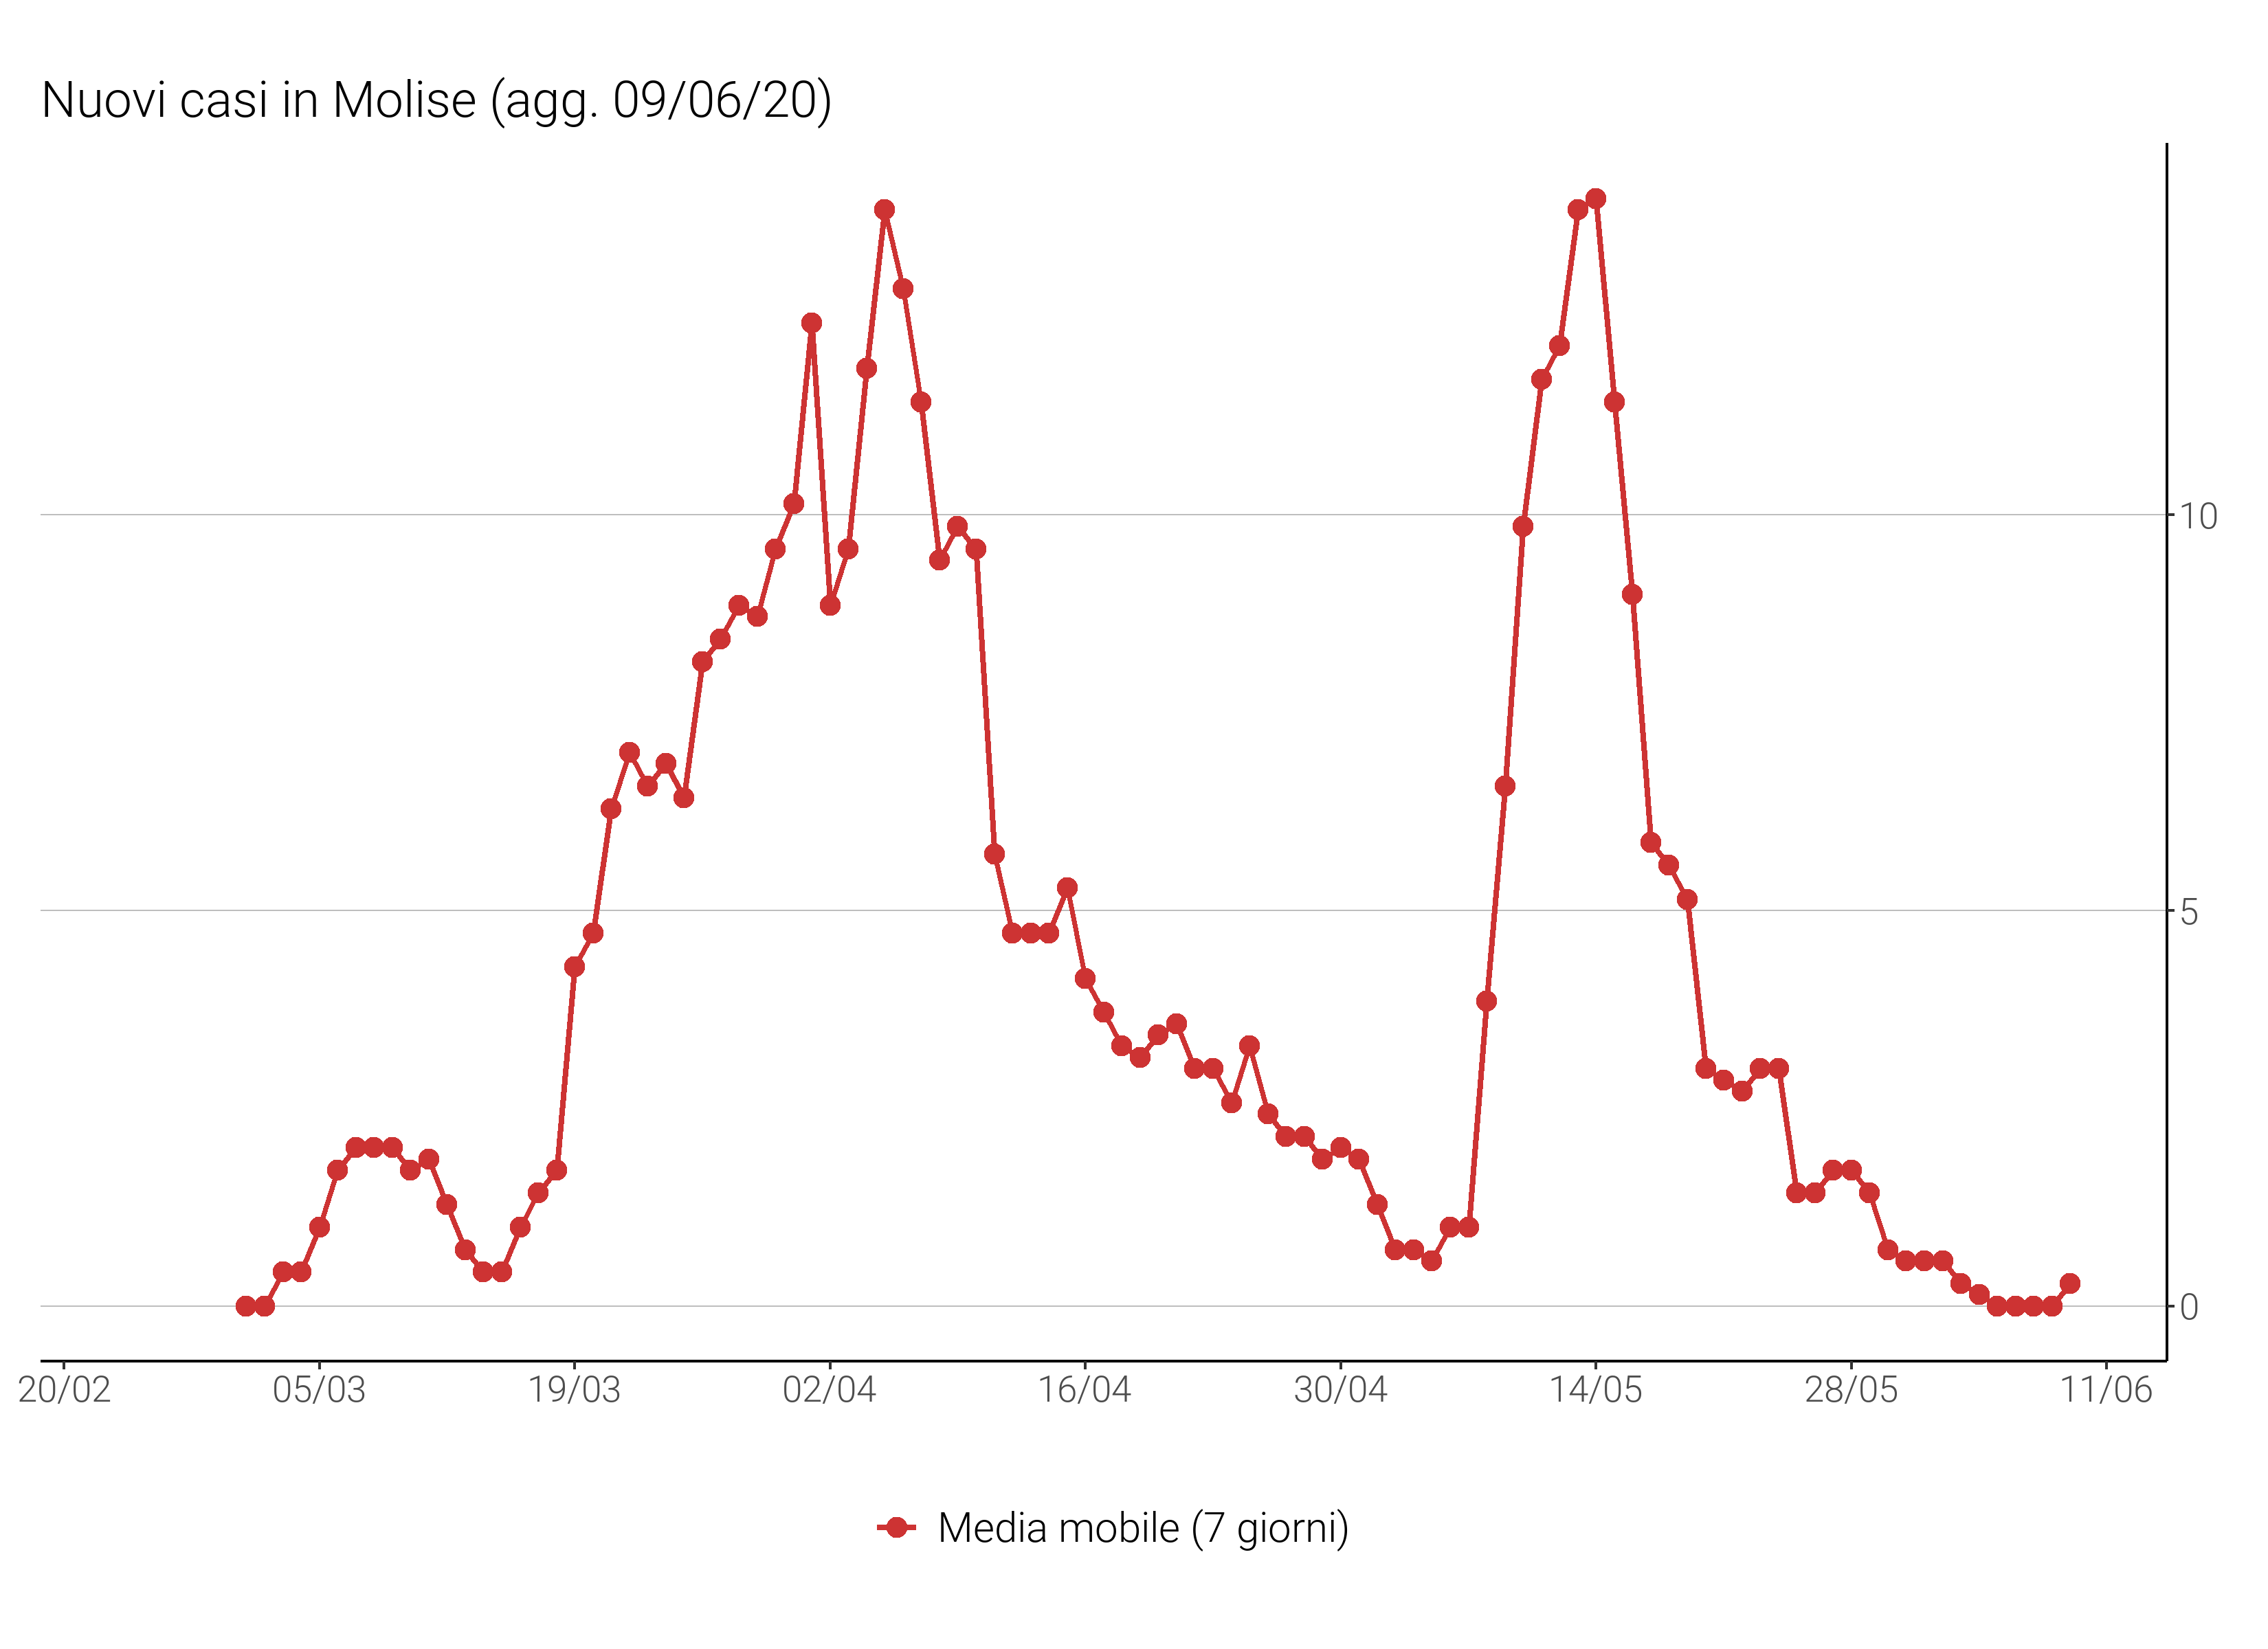 Nuovi casi in Molise (agg. 09/06/20)
10
5
0
20/02 05/03 19/03 02/04 16/04 30/04 14/05 28/05 11/06
Media mobile (7 giorni)